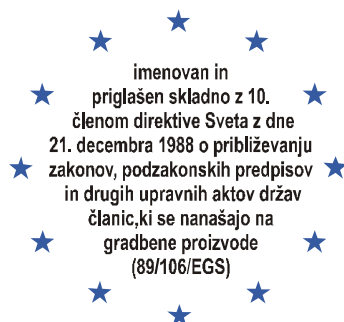 imenovan in
priglašen skladno z 10.
členom direktive Sveta z dne
21. decembra 1988 o približevanju
zakonov, podzakonskih predpisov
in drugih upravnih aktov držav
članic,ki se nanašajo na
gradbene proizvode
(89/106/EGS)